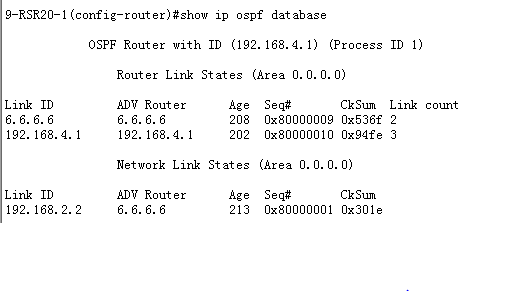 9-RSR20-1(config-router)#show ip ospf database
OSPF Router with ID (192.168.4.1) (Process ID 1)
Router Link States (Area 0.0.0.0)
Link ID ADV Router Age Seq# CkSum Link count
6.6.6.6 6.6.6.6 208 0x80000009 0x536f 2
192.168.4.1 192.168.4.1 202 0x80000010 0x94fe 3
Network Link States (Area 0.0.0.0)
Link ID ADV Router Age Seq# CkSum
192.168.2.2 6.6.6.6 213 0x80000001 0x301e